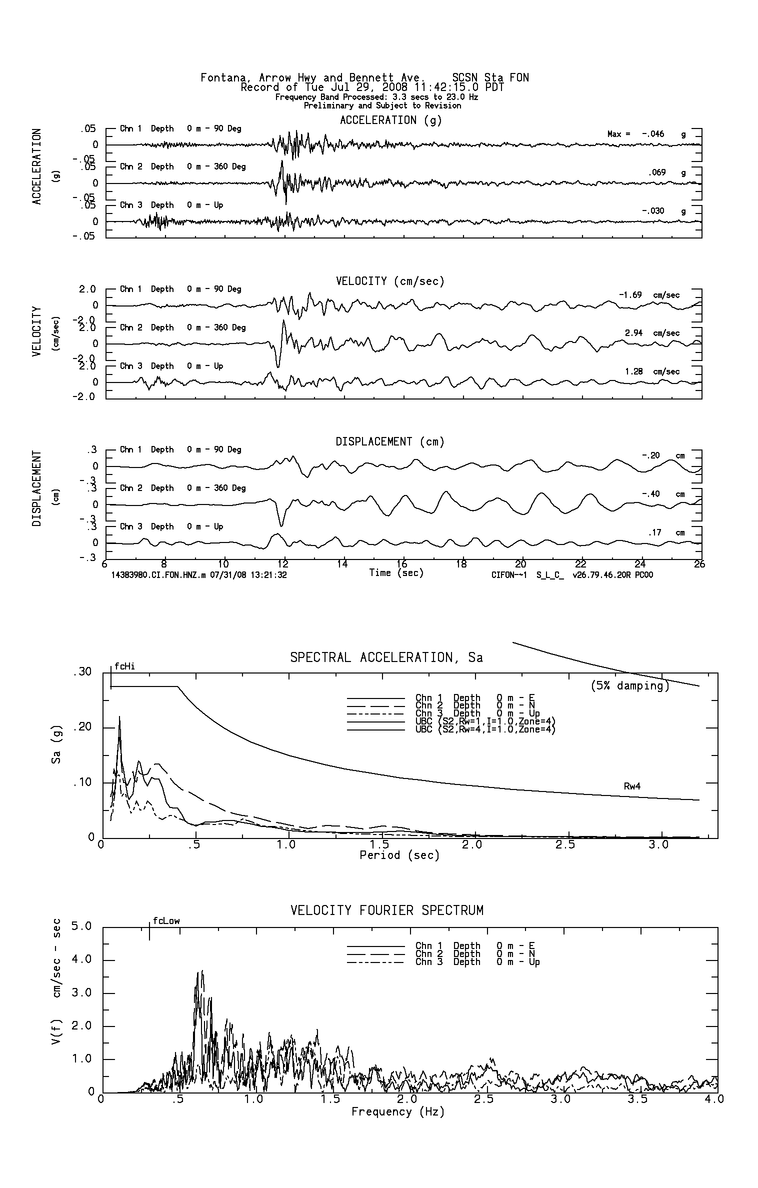 Fontana, Arrow Hwy and Bennett Ave.    SCSN Sta FON
Record of Tue Jul 29, 2008 11:42:15.0 PDT
Frequency Band Processed: 3.3 secs to 23.0 Hz
Preliminary and Subject to Revision
ACCELERATION (g)
ACCELERATION
(g)
.05
0
-.05
Chn 1  Depth   0 m - 90 Deg
Max =  -.046   g
.05
0
-.05
Chn 2  Depth   0 m - 360 Deg
.069   g
.05
0
-.05
Chn 3  Depth   0 m - Up
-.030   g
VELOCITY (cm/sec)
VELOCITY
(cm/sec)
2.0
0
-2.0
Chn 1  Depth   0 m - 90 Deg
-1.69   cm/sec
2.0
0
-2.0
Chn 2  Depth   0 m - 360 Deg
2.94   cm/sec
2.0
0
-2.0
Chn 3  Depth   0 m - Up
1.28   cm/sec
DISPLACEMENT (cm)
DISPLACEMENT
(cm)
.3
0
-.3
Chn 1  Depth   0 m - 90 Deg
-.20   cm
.3
0
-.3
Chn 2  Depth   0 m - 360 Deg
-.40   cm
.3
0
-.3
Chn 3  Depth   0 m - Up
.17   cm
6 8 10 12 14 16 18 20 22 24 26
Time (sec)
14383980.CI.FON.HNZ.m 07/31/08 13:21:32
CIFON--1   S_L_C_   v26.79.46.20R PC00
fcHi
SPECTRAL ACCELERATION, Sa
(5% damping)
Sa (g)
.30
.20
.10
0
Chn 1  Depth   0 m - E
Chn 2  Depth   0 m - N
Chn 3  Depth   0 m - Up
UBC (S2,Rw=1,I=1.0,Zone=4)
UBC (S2,Rw=4,I=1.0,Zone=4)
Rw4
0 .5 1.0 1.5 2.0 2.5 3.0
Period (sec)
VELOCITY FOURIER SPECTRUM
fcLow
V(f)   cm/sec - sec
5.0
4.0
3.0
2.0
1.0
0
Chn 1  Depth   0 m - E
Chn 2  Depth   0 m - N
Chn 3  Depth   0 m - Up
0 .5 1.0 1.5 2.0 2.5 3.0 3.5 4.0
Frequency (Hz)